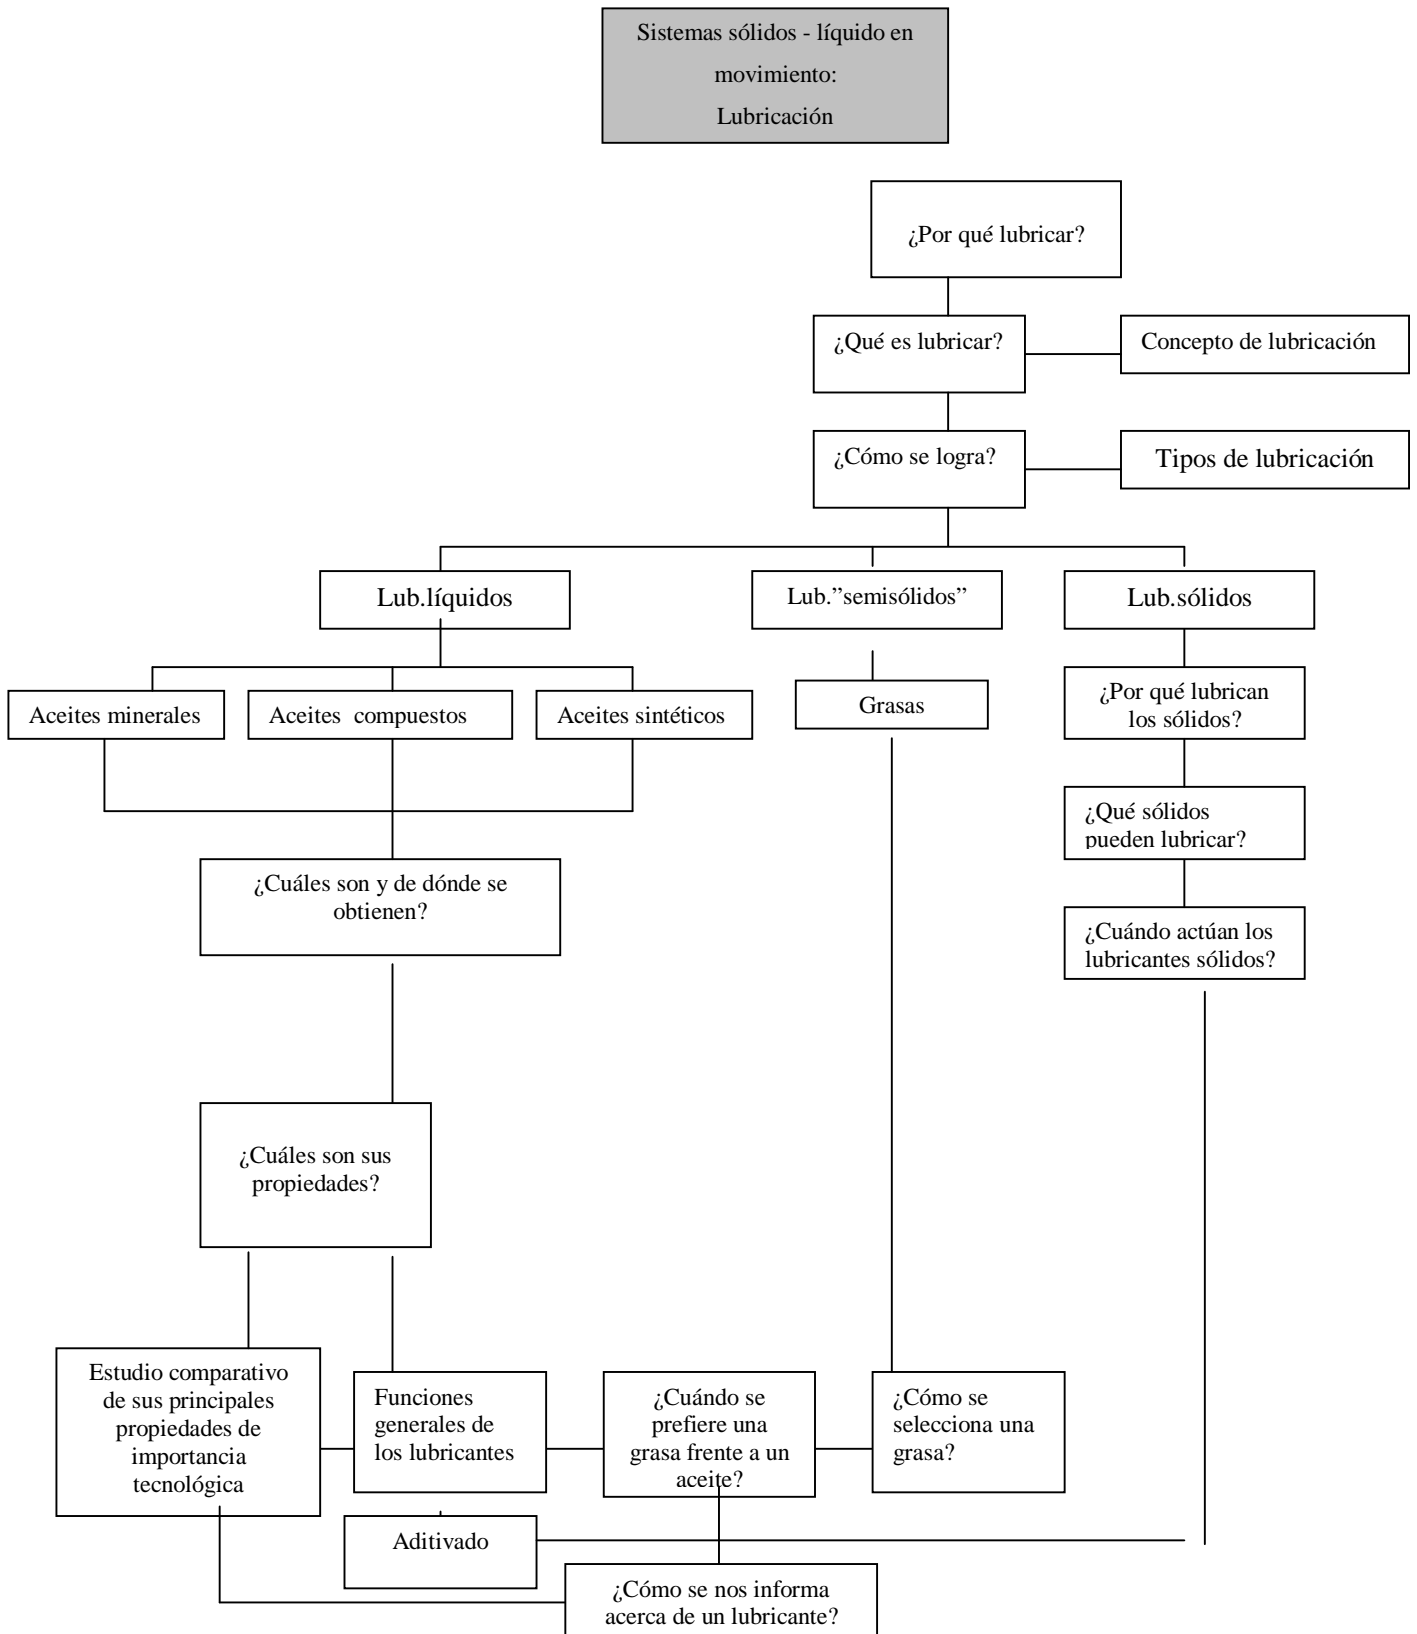 Sistemas sólidos - líquido en
movimiento:
Lubricación
¿Por qué lubricar?
¿Qué es lubricar?
Concepto de lubricación
¿Cómo se logra?
Tipos de lubricación
Lub.líquidos
Lub.”semisólidos”
Lub.sólidos
Aceites minerales
Aceites  compuestos
Aceites sintéticos
Grasas
¿Por qué lubrican
los sólidos?
¿Qué sólidos
pueden lubricar?
¿Cuáles son y de dónde se
obtienen?
¿Cuándo actúan los
lubricantes sólidos?
¿Cuáles son sus
propiedades?
Estudio comparativo
de sus principales
propiedades de
importancia
tecnológica
Funciones
generales de
los lubricantes
¿Cuándo se
prefiere una
grasa frente a un
aceite?
¿Cómo se
selecciona una
grasa?
Aditivado
¿Cómo se nos informa
acerca de un lubricante?